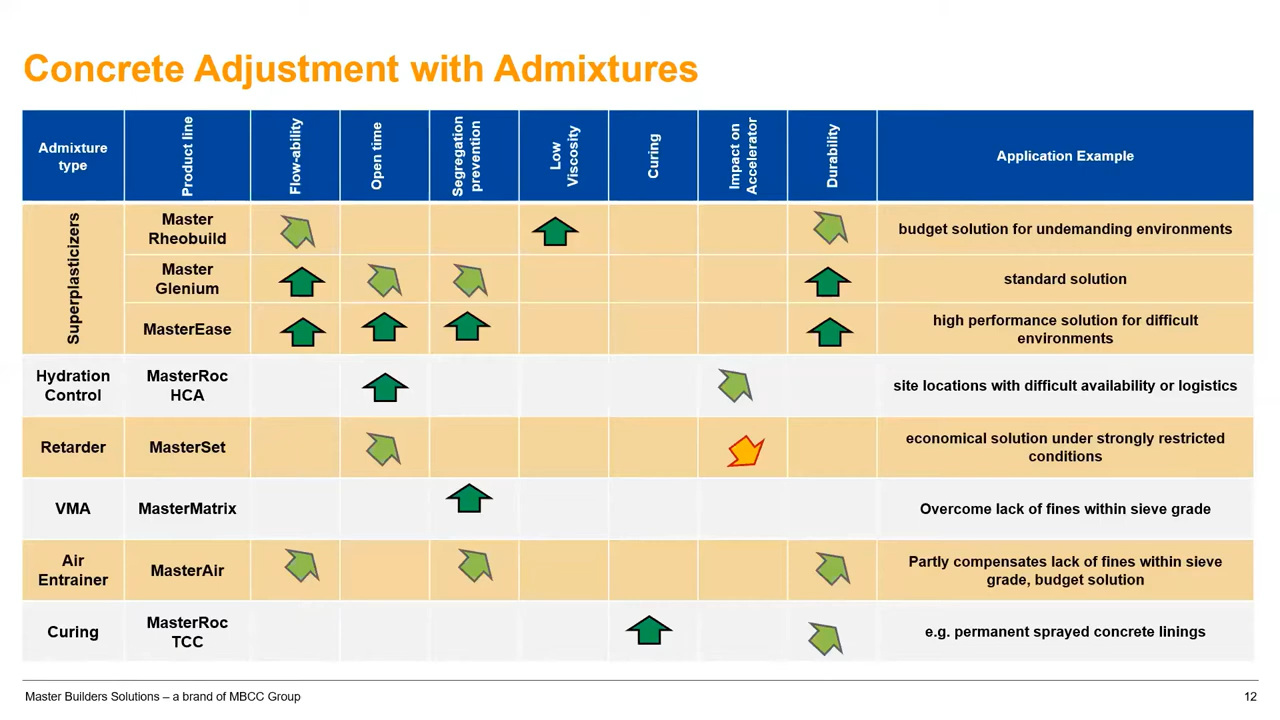 Concrete Adjustment with Admixtures
Admixture
type
Product line
Flow-ability
Open time
Segregation
prevention
Low
Viscosity
Curing
Impact on
Accelerator
Durability
Application Example
Superplasticizers
Master
Rheobuild
budget solution for undemanding environments
Master
Glenium
standard solution
MasterEase
high performance solution for difficult
environments
Hydration
Control
MasterRoc
HCA
site locations with difficult availability or logistics
Retarder
MasterSet
economical solution under strongly restricted
conditions
VMA
MasterMatrix
Overcome lack of fines within sieve grade
Air
Entrainer
MasterAir
Partly compensates lack of fines within sieve
grade, budget solution
Curing
MasterRoc
TCC
e.g. permanent sprayed concrete linings
Master Builders Solutions – a brand of MBCC Group
12